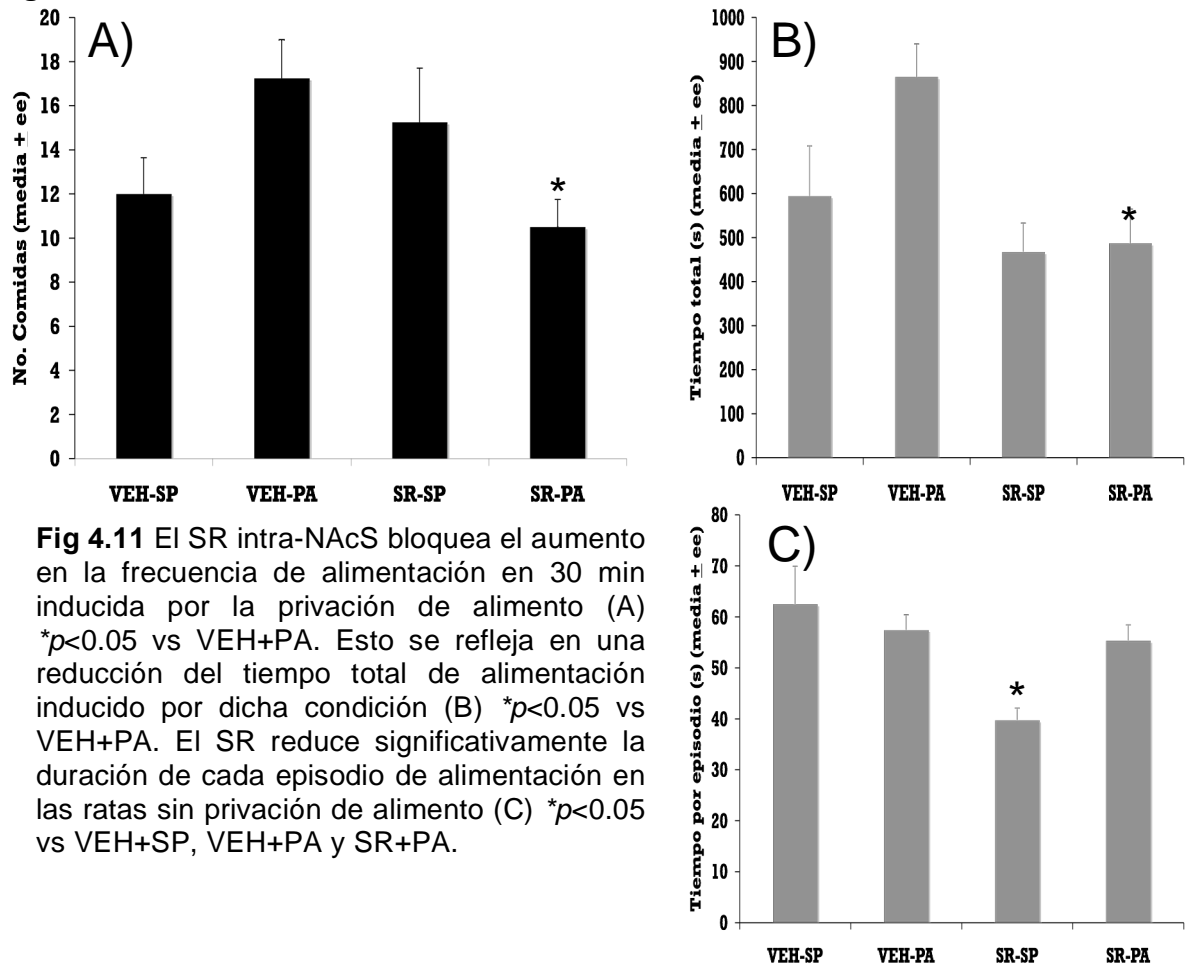 A)
No. Comidas (media ± ee)
20
18
16
14
12
10
8
6
4
2
0
*
VEH-SP VEH-PA SR-SP SR-PA
B)
Tiempo total (s) (media ± ee)
1000
900
800
700
600
500
400
300
200
100
0
*
VEH-SP VEH-PA SR-SP SR-PA
Fig 4.11 El SR intra-NAcS bloquea el aumento
en la frecuencia de alimentación en 30 min
inducida por la privación de alimento (A)
*p<0.05 vs VEH+PA. Esto se refleja en una
reducción del tiempo total de alimentación
inducido por dicha condición (B) *p<0.05 vs
VEH+PA. El SR reduce significativamente la
duración de cada episodio de alimentación en
las ratas sin privación de alimento (C) *p<0.05
vs VEH+SP, VEH+PA y SR+PA.
C)
Tiempo por episodio (s) (media ± ee)
80
70
60
50
40
30
20
10
0
*
VEH-SP VEH-PA SR-SP SR-PA